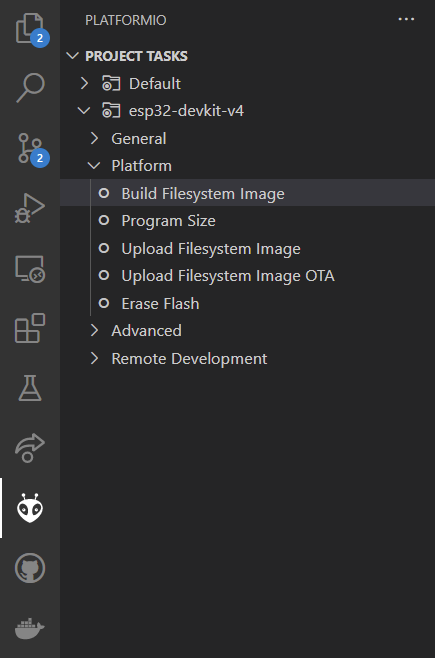 PLATFORMIO
PROJECT TASKS
Default
esp32-devkit-v4
General
Platform
Build Filesystem Image
Program Size
Upload Filesystem Image
Upload Filesystem Image OTA
Erase Flash
Advanced
Remote Development
2
2